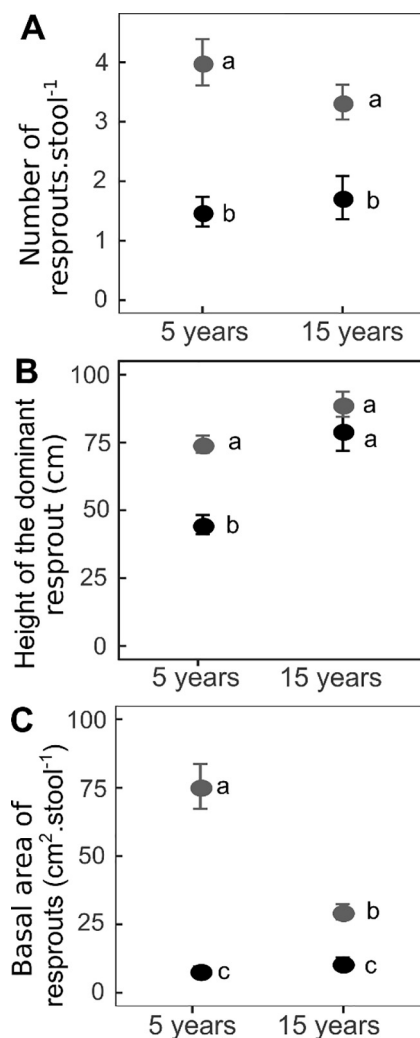 A
Number of
resprouts.stool⁻¹
4
3
2
1
0
a
b
a
b
5 years
15 years
B
Height of the dominant
resprout (cm)
100
75
50
25
0
a
b
a
a
5 years
15 years
C
Basal area of
resprouts (cm².stool⁻¹)
100
75
50
25
0
a
c
b
c
5 years
15 years